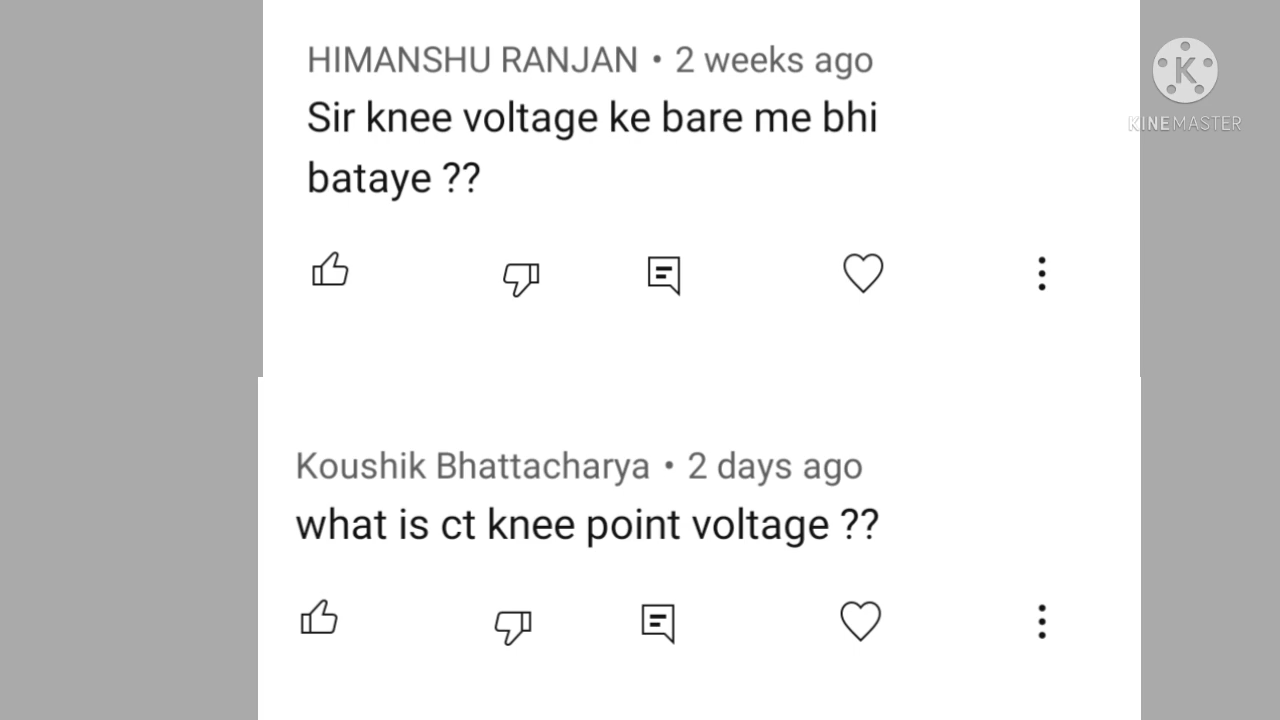 HIMANSHU RANJAN • 2 weeks ago
Sir knee voltage ke bare me bhi
bataye ??
K
KINEMASTER
Koushik Bhattacharya • 2 days ago
what is ct knee point voltage ??